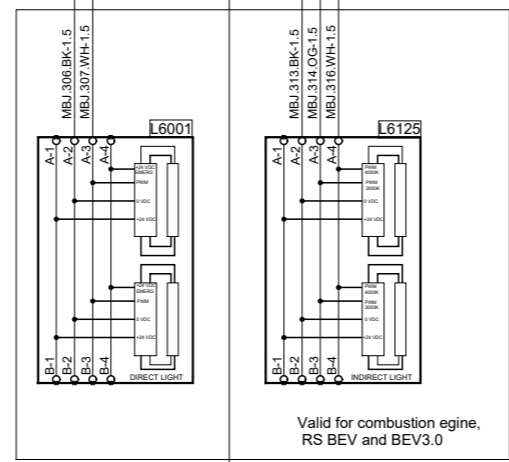 MBJ.306.BK-1.5
MBJ.307.WH-1.5
MBJ.313.BK-1.5
MBJ.314.OG-1.5
MBJ.316.WH-1.5
L6001
L6125
A-1
A-2
A-3
A-4
A-1
A-2
A-3
A-4
+24 VDC
EMERG
PWM
0 VDC
+24 VDC
PWM
4000K
PWM
3000K
0 VDC
+24 VDC
+24 VDC
EMERG
PWM
0 VDC
+24 VDC
PWM
4000K
PWM
3000K
0 VDC
+24 VDC
B-1
B-2
B-3
B-4
DIRECT LIGHT
B-1
B-2
B-3
B-4
INDIRECT LIGHT
Valid for combustion egine,
RS BEV and BEV3.0